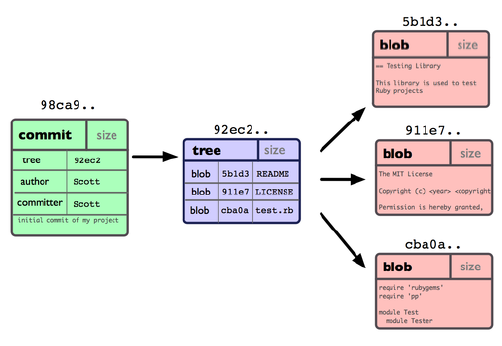 98ca9..
commit size
tree 92ec2
author Scott
committer Scott
initial commit of my project
92ec2..
tree size
blob 5b1d3 README
blob 911e7 LICENSE
blob cba0a test.rb
5b1d3..
blob size
== Testing Library
This library is used to test
Ruby projects
911e7..
blob size
The MIT License
Copyright (c) <year> <copyright
Permission is hereby granted,
cba0a..
blob size
require 'rubygems'
require 'pp'
module Test
module Tester